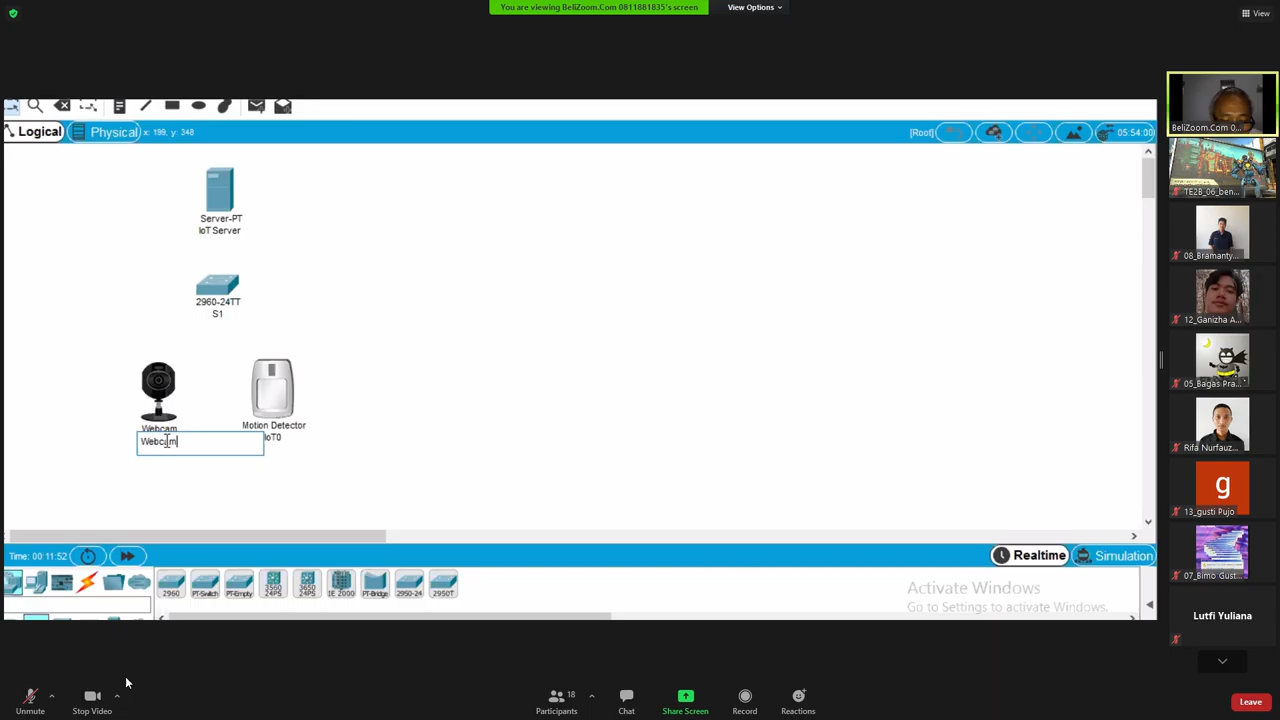 You are viewing BeliZoom.Com 0811881835's screen
View Options
View
Logical
Physical
x: 199, y: 348
[Root]
05:54:00
Server-PT
IoT Server
2960-24TT
S1
Webcam
Webcam
Motion Detector
IoT0
Time: 00:11:52
Realtime
Simulation
2960
PT-Switch
PT-Empty
3560
24PS
3650
24PS
IE 2000
PT-Bridge
2950-24
2950T
Activate Windows
Go to Settings to activate Windows.
BeliZoom.Com 0...
TE2B_06_ben...
08_Bramanty...
12_Ganizha A...
05_Bagas Pra...
Rifa Nurfauz...
g
13_gusti Pujo
07_Bimo Gust...
Lutfi Yuliana
Unmute
Stop Video
Participants
18
Chat
Share Screen
Record
Reactions
Leave